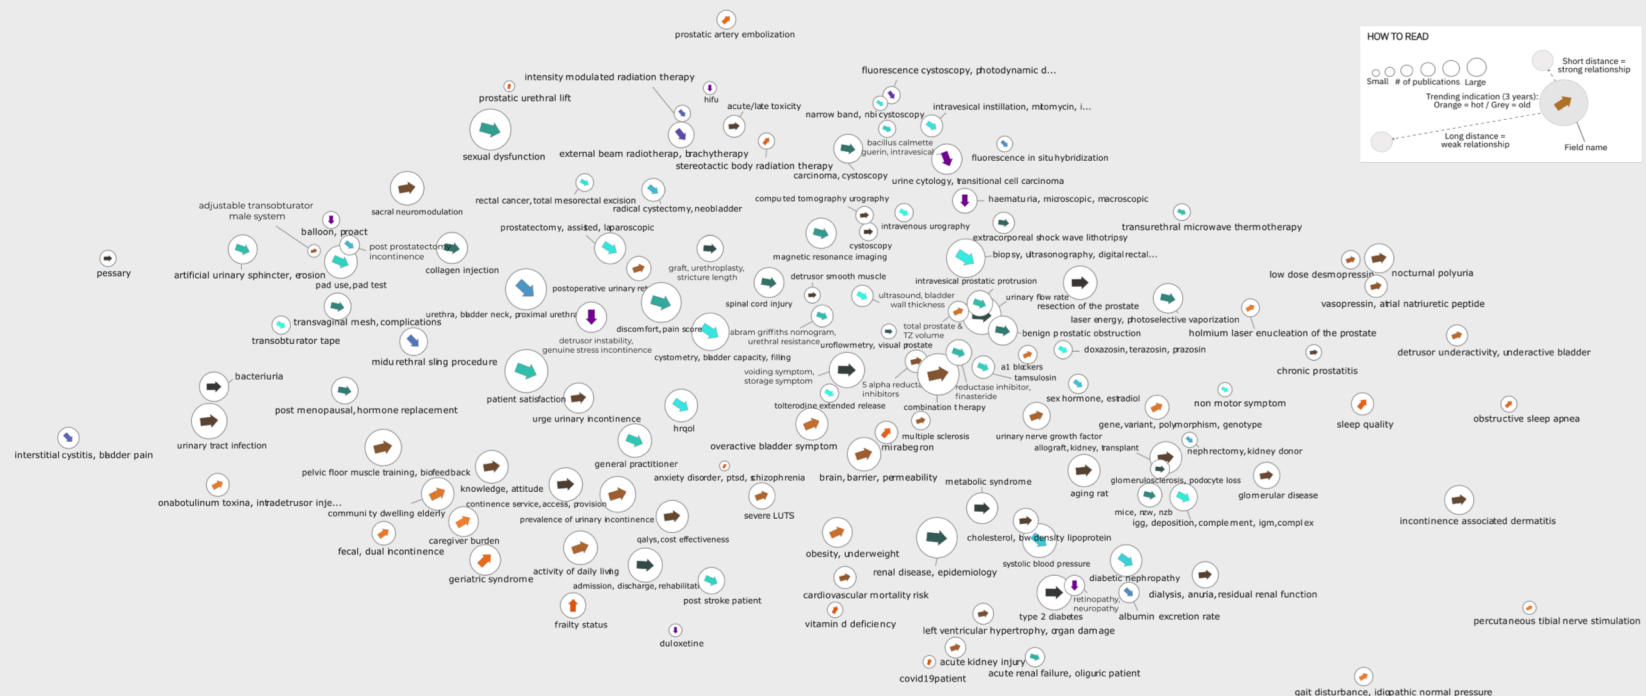 HOW TO READ
Small # of publications Large
Short distance =
strong relationship
Trending indication (3 years):
Orange = hot / Grey = old
Long distance =
weak relationship
Field name
prostatic artery embolization
intensity modulated radiation therapy
prostatic urethral lift
hifu
acute/late toxicity
fluorescence cystoscopy, photodynamic d...
narrow band, nbi cystoscopy
intravesical instillation, mitomycin, i...
sexual dysfunction
external beam radiotherap, brachytherapy
stereotactic body radiation therapy
bacillus calmette
guerin, intravesical
fluorescence in situ hybridization
carcinoma, cystoscopy
urine cytology, transitional cell carcinoma
sacral neuromodulation
rectal cancer, total mesorectal excision
radical cystectomy, neobladder
computed tomography urography
haematuria, microscopic, macroscopic
adjustable transobturator
male system
balloon, proact
prostatectomy, assisted, laparoscopic
intravenous urography
transurethral microwave thermotherapy
post prostatectomy
incontinence
cystoscopy
extracorporeal shock wave lithotripsy
magnetic resonance imaging
biopsy, ultrasonography, digital rectal...
pessary
artificial urinary sphincter, erosion
collagen injection
graft, urethroplasty,
stricture length
detrusor smooth muscle
intravesical prostatic protrusion
low dose desmopressin
nocturnal polyuria
pad use, pad test
postoperative urinary ret
spinal cord injury
ultrasound, bladder
wall thickness
urinary flow rate
resection of the prostate
vasopressin, atrial natriuretic peptide
transvaginal mesh, complications
urethra, bladder neck, proximal urethra
discomfort, pain score
abram griffiths nomogram,
urethral resistance
total prostate &
TZ volume
laser energy, photoselective vaporization
benign prostatic obstruction
holmium laser enucleation of the prostate
transobturator tape
detrusor instability,
genuine stress incontinence
cystometry, bladder capacity, filling
uroflowmetry, visual prostate
doxazosin, terazosin, prazosin
detrusor underactivity, underactive bladder
midurethral sling procedure
voiding symptom,
storage symptom
a1 blockers
tamsulosin
chronic prostatitis
bacteriuria
5 alpha reducta
inhibitors
reductase inhibitor,
finasteride
patient satisfaction
tolterodine extended release
combination therapy
sex hormone, estradiol
non motor symptom
post menopausal, hormone replacement
urge urinary incontinence
hrqol
gene, variant, polymorphism, genotype
sleep quality
obstructive sleep apnea
urinary tract infection
overactive bladder symptom
multiple sclerosis
mirabegron
urinary nerve growth factor
allograft, kidney, transplant
nephrectomy, kidney donor
interstitial cystitis, bladder pain
general practitioner
pelvic floor muscle training, biofeedback
knowledge, attitude
anxiety disorder, ptsd, schizophrenia
brain, barrier, permeability
metabolic syndrome
aging rat
glomerulosclerosis, podocyte loss
glomerular disease
onabotulinum toxina, intradetrusor inje...
continence service, access, provision
community dwelling elderly
prevalence of urinary incontinence
severe LUTS
mice, nzw, nzb
igg, deposition, complement, igm, complex
incontinence associated dermatitis
caregiver burden
fecal, dual incontinence
qalys, cost effectiveness
obesity, underweight
cholesterol, low density lipoprotein
systolic blood pressure
geriatric syndrome
activity of daily living
admission, discharge, rehabilitati
renal disease, epidemiology
diabetic nephropathy
post stroke patient
cardiovascular mortality risk
retinopathy,
neuropathy
dialysis, anuria, residual renal function
type 2 diabetes
albumin excretion rate
frailty status
vitamin d deficiency
left ventricular hypertrophy, organ damage
percutaneous tibial nerve stimulation
duloxetine
acute kidney injury
covid19 patient
acute renal failure, oliguric patient
gait disturbance, idiopathic normal pressure